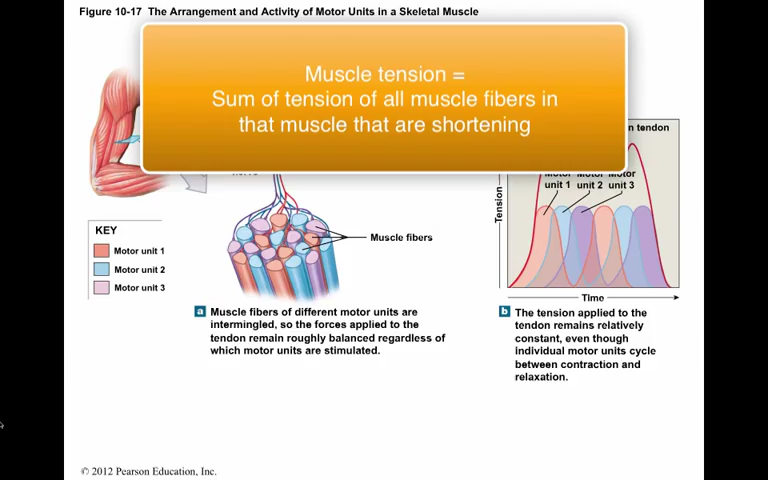 Figure 10-17 The Arrangement and Activity of Motor Units in a Skeletal Muscle
Muscle tension =
Sum of tension of all muscle fibers in
that muscle that are shortening
n tendon
unit 1
unit 2
unit 3
Tension
Time
KEY
Motor unit 1
Motor unit 2
Motor unit 3
Muscle fibers
a Muscle fibers of different motor units are
intermingled, so the forces applied to the
tendon remain roughly balanced regardless of
which motor units are stimulated.
b The tension applied to the
tendon remains relatively
constant, even though
individual motor units cycle
between contraction and
relaxation.
© 2012 Pearson Education, Inc.